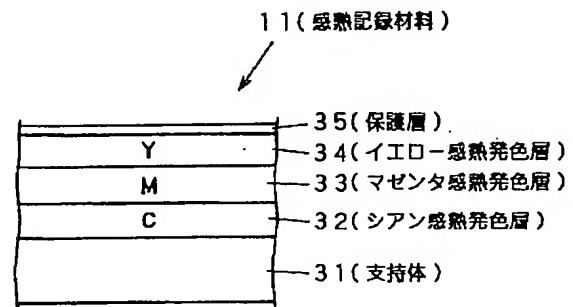 11(感熱記録材料)
35(保護層)
Y
34(イエロー感熱発色層)
M
33(マゼンタ感熱発色層)
C
32(シアン感熱発色層)
31(支持体)